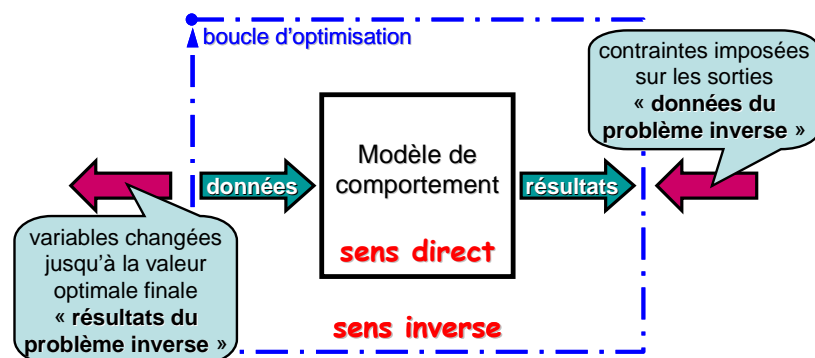 boucle d'optimisation
contraintes imposées
sur les sorties
« données du
problème inverse »
Modèle de
comportement
données
résultats
sens direct
variables changées
jusqu'à la valeur
optimale finale
« résultats du
problème inverse »
sens inverse